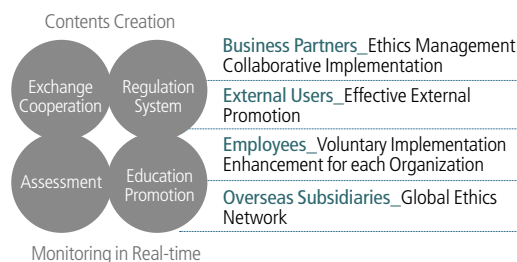 Contents Creation
Exchange
Cooperation
Regulation
System
Assessment
Education
Promotion
Monitoring in Real-time
Business Partners_Ethics Management
Collaborative Implementation
External Users_Effective External
Promotion
Employees_Voluntary Implementation
Enhancement for each Organization
Overseas Subsidiaries_Global Ethics
Network